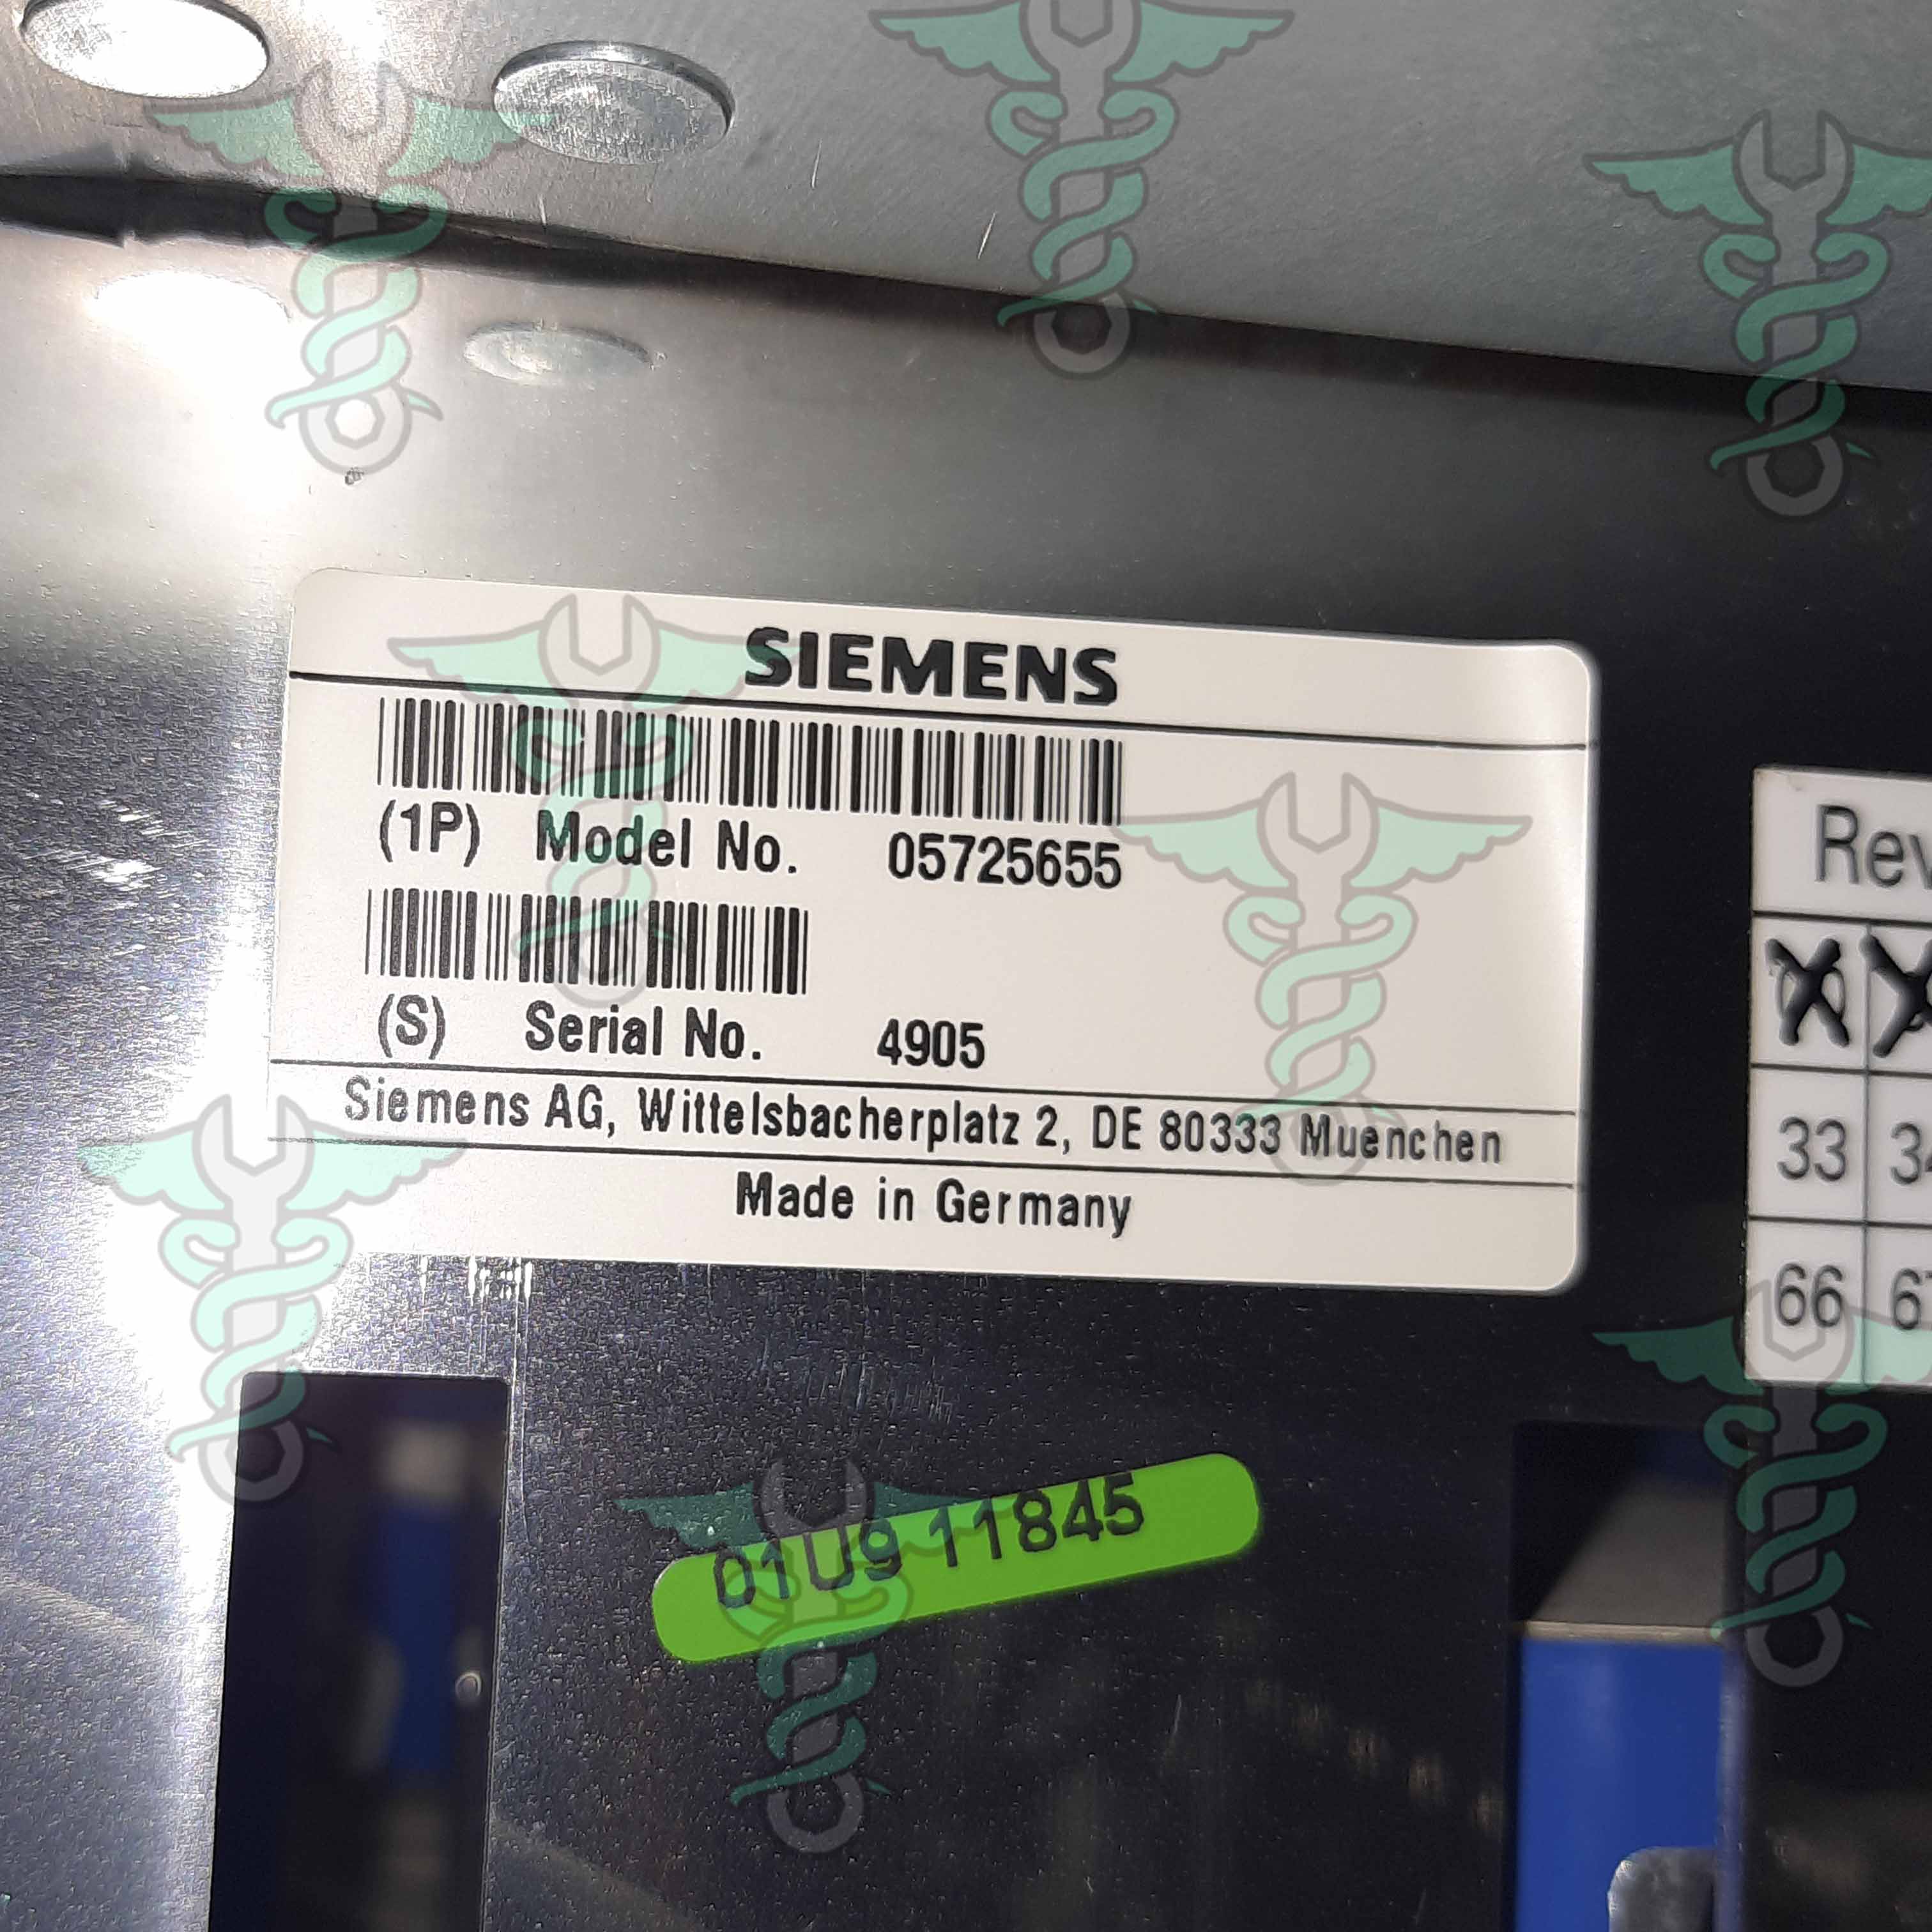 SIEMENS
(1P) Model No. 05725655
(S) Serial No. 4905
Siemens AG, Wittelsbacherplatz 2, DE 80333 Muenchen
Made in Germany
Rev
33
66
01U9 11845